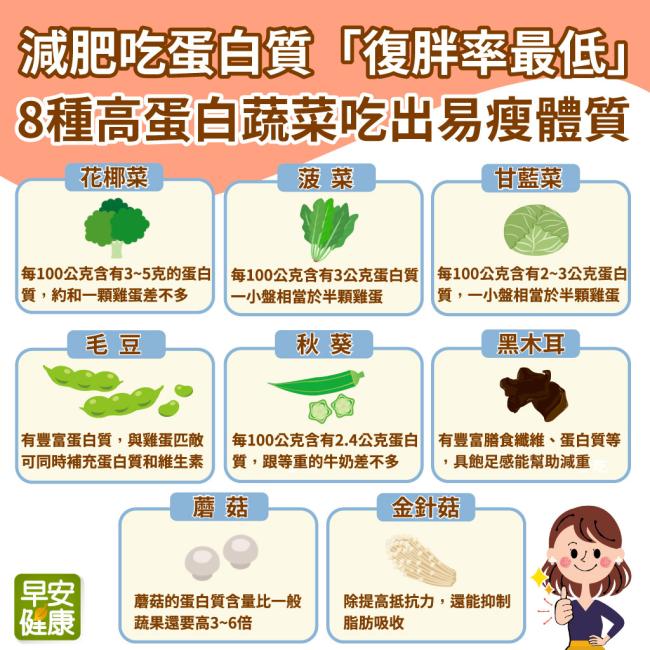 減肥吃蛋白質「復胖率最低」
8種高蛋白蔬菜吃出易瘦體質
花椰菜
每100公克含有3~5克的蛋白
質，約和一顆雞蛋差不多
菠菜
每100公克含有3公克蛋白質
一小盤相當於半顆雞蛋
甘藍菜
每100公克含有2~3公克蛋白
質，一小盤相當於半顆雞蛋
毛豆
有豐富蛋白質，與雞蛋匹敵
可同時補充蛋白質和維生素
秋葵
每100公克含有2.4公克蛋白
質，跟等重的牛奶差不多
黑木耳
有豐富膳食纖維、蛋白質等
，具飽足感能幫助減重
蘑菇
蘑菇的蛋白質含量比一般
蔬果還要高3~6倍
金針菇
除提高抵抗力，還能抑制
脂肪吸收
早安
健康